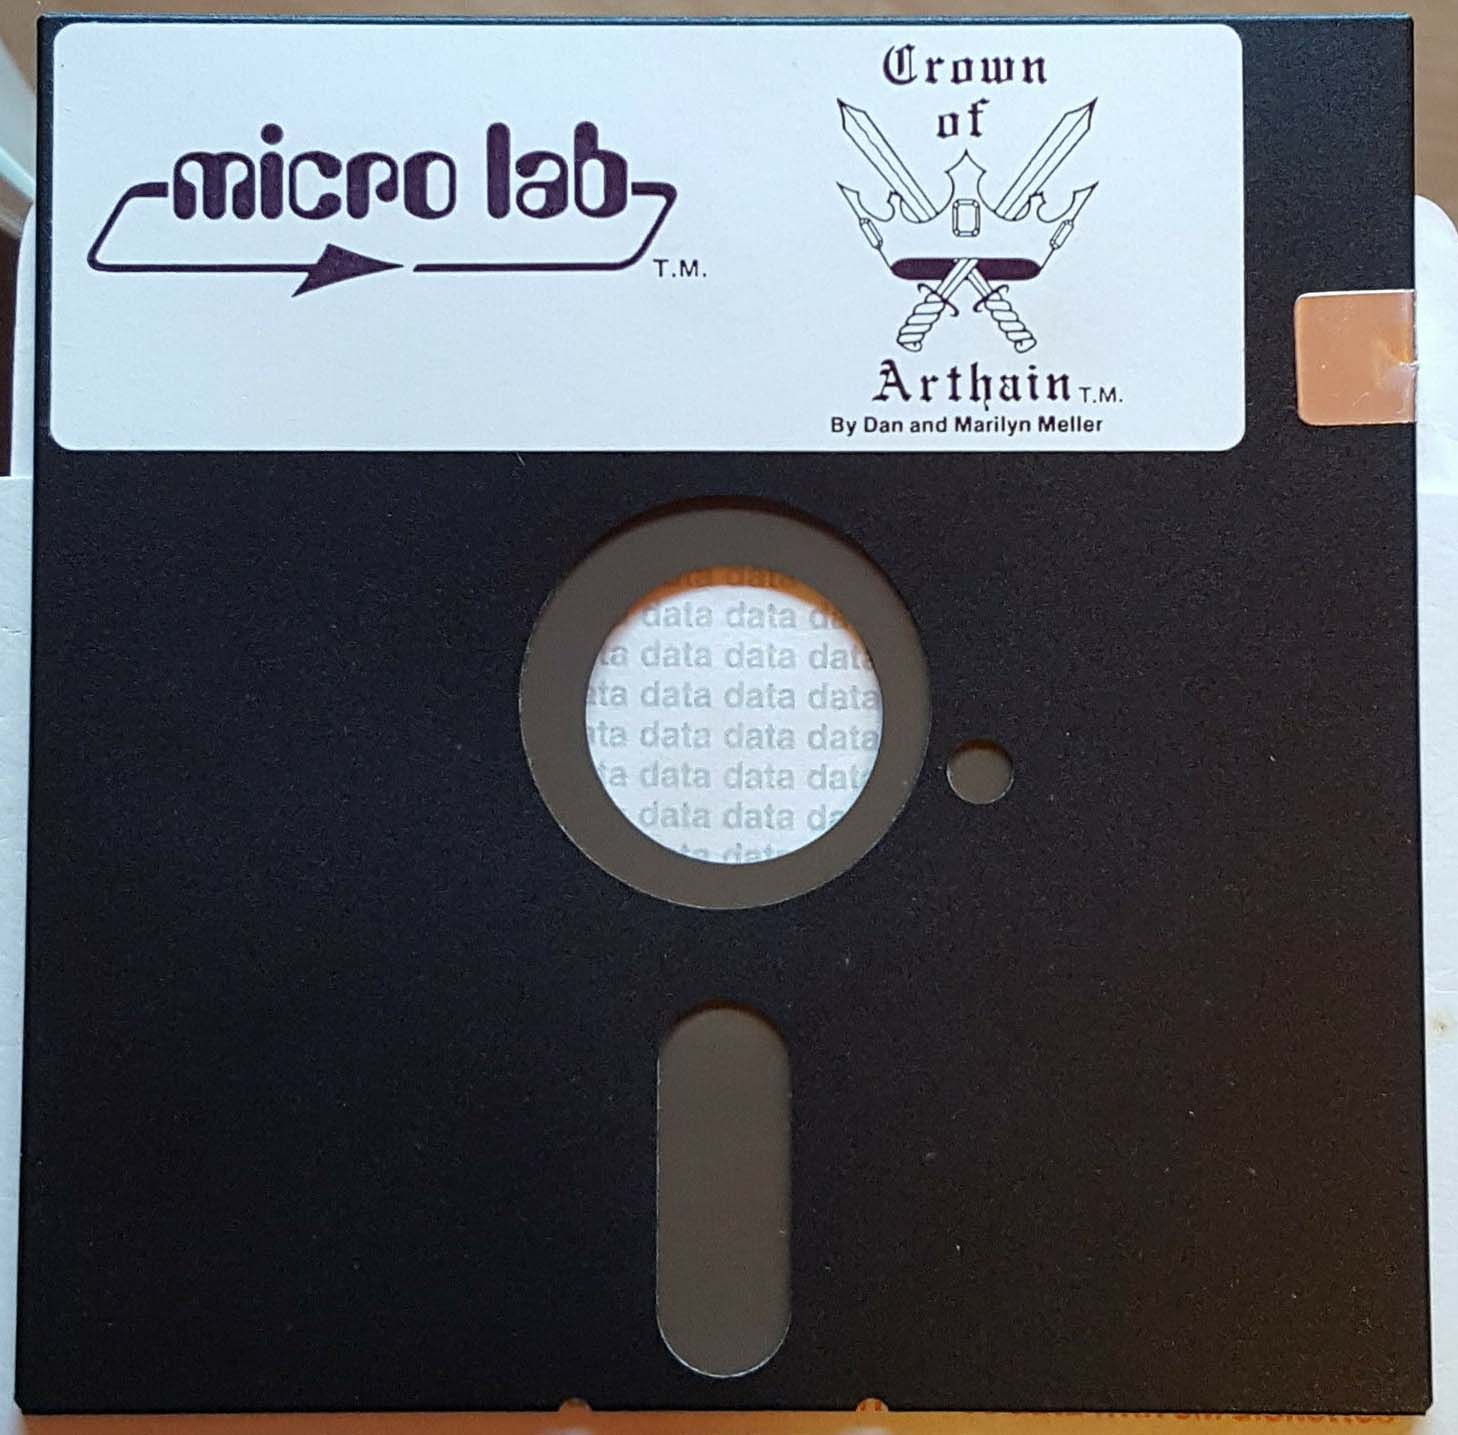 micro lab
T.M.
Crown
of
Arthain T.M.
By Dan and Marilyn Meller
data
data data
data data
data data data
data data data
data data
data data